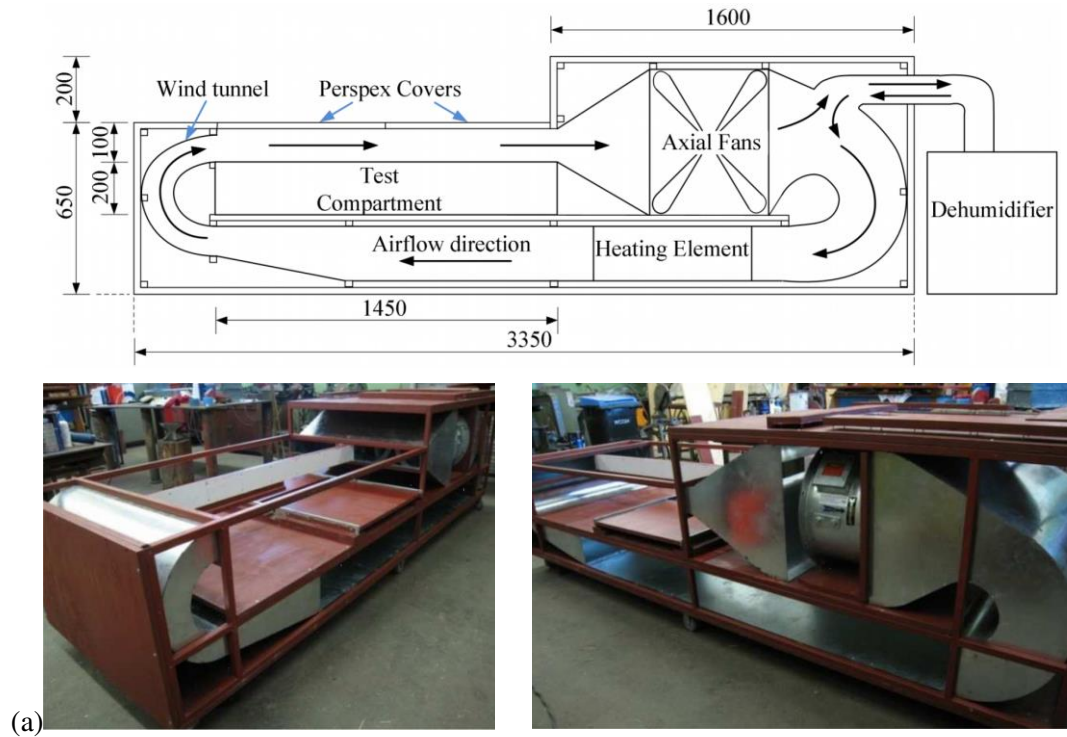 1600
200
Wind tunnel
Perspex Covers
100
Axial Fans
650
200
Test
Compartment
Dehumidifier
Airflow direction
Heating Element
1450
3350
(a)